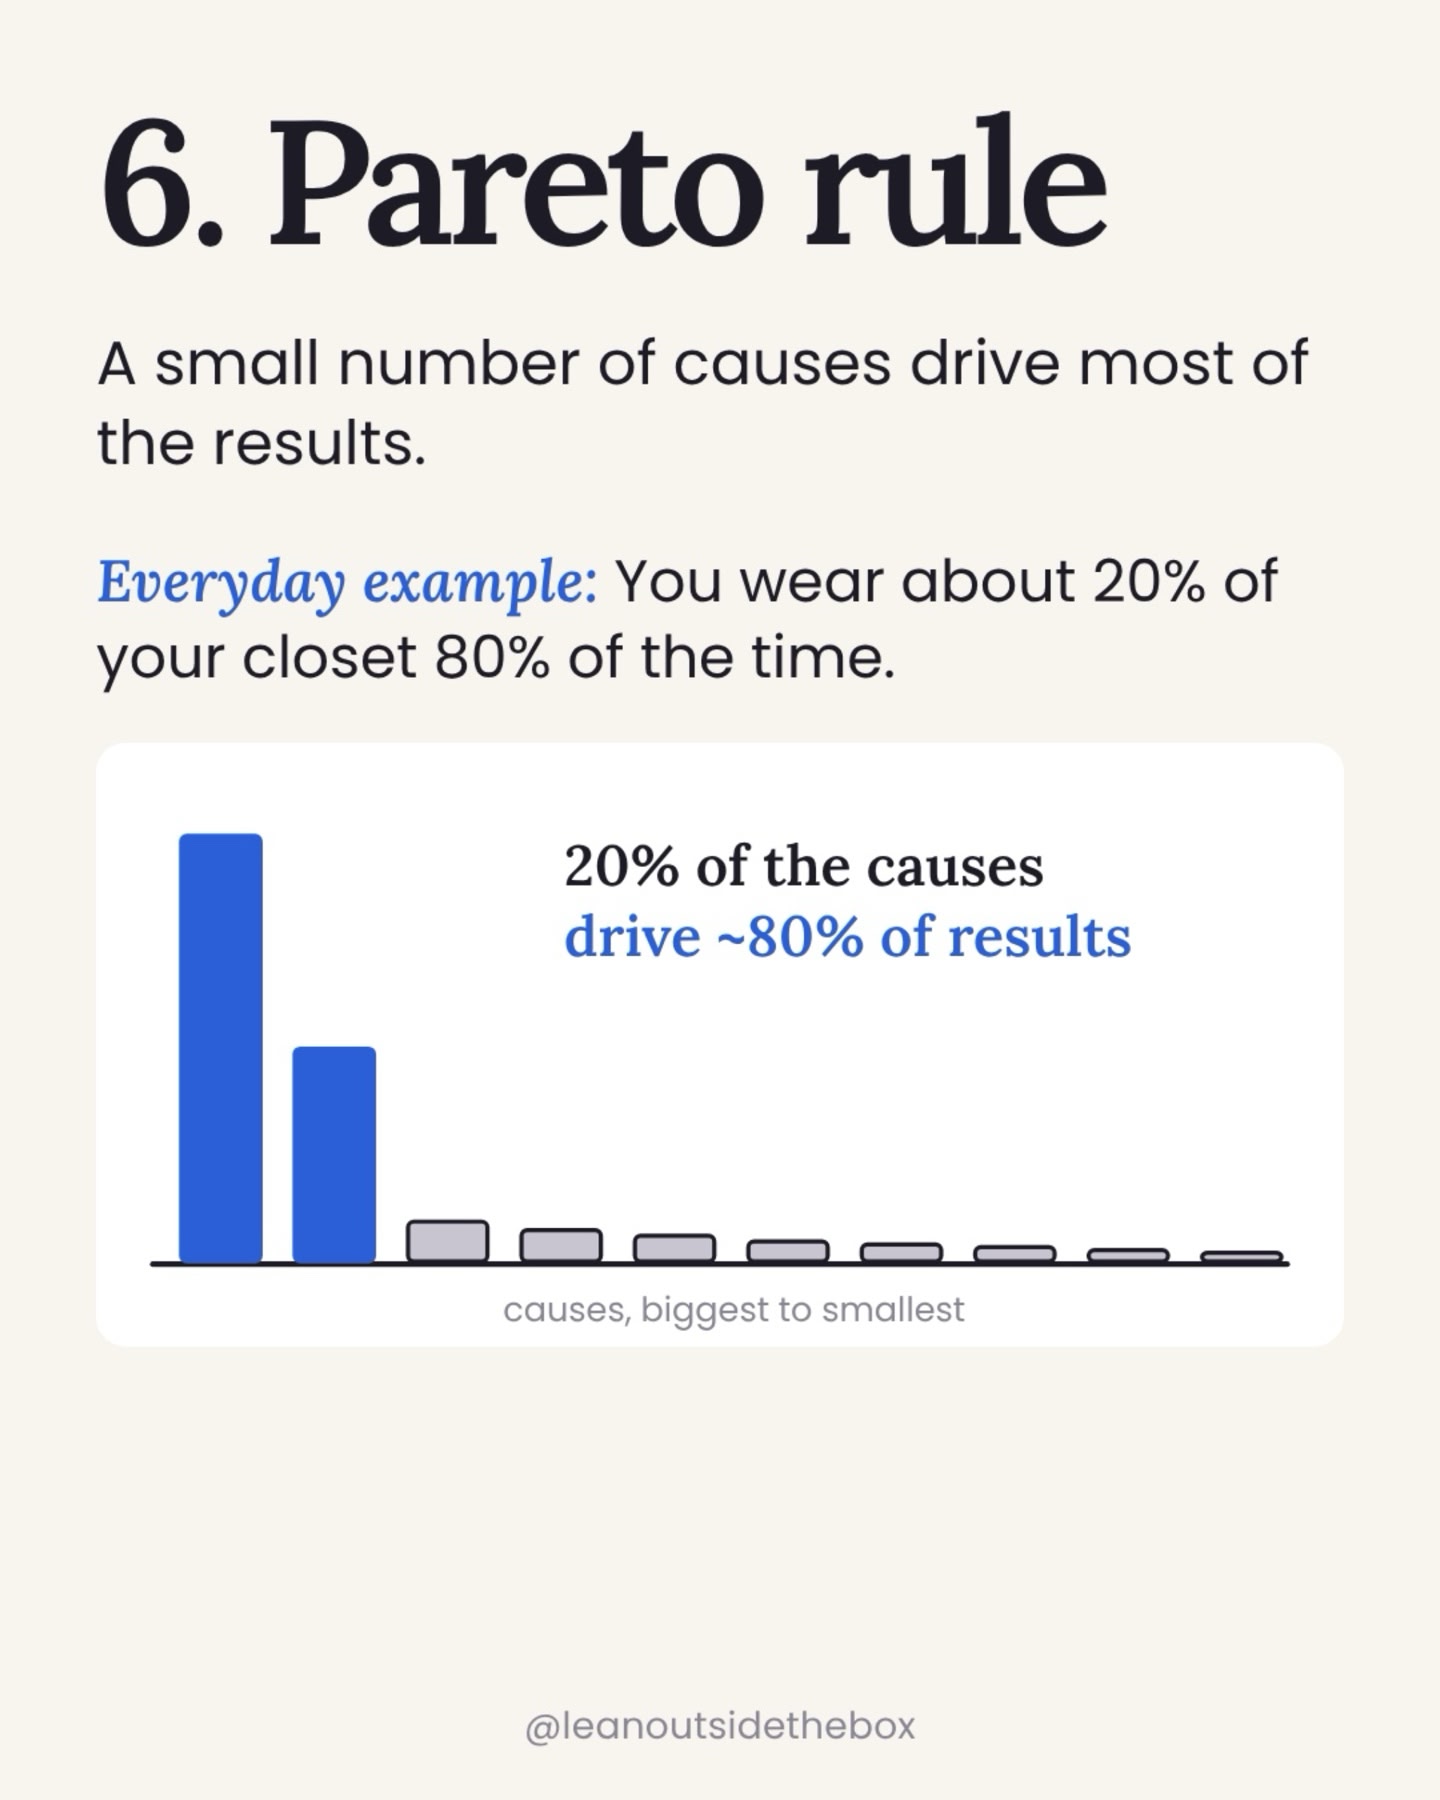 6. Pareto rule
A small number of causes drive most of
the results.
Everyday example: You wear about 20% of
your closet 80% of the time.
20% of the causes
drive ~80% of results
causes, biggest to smallest
@leanoutsidethebox